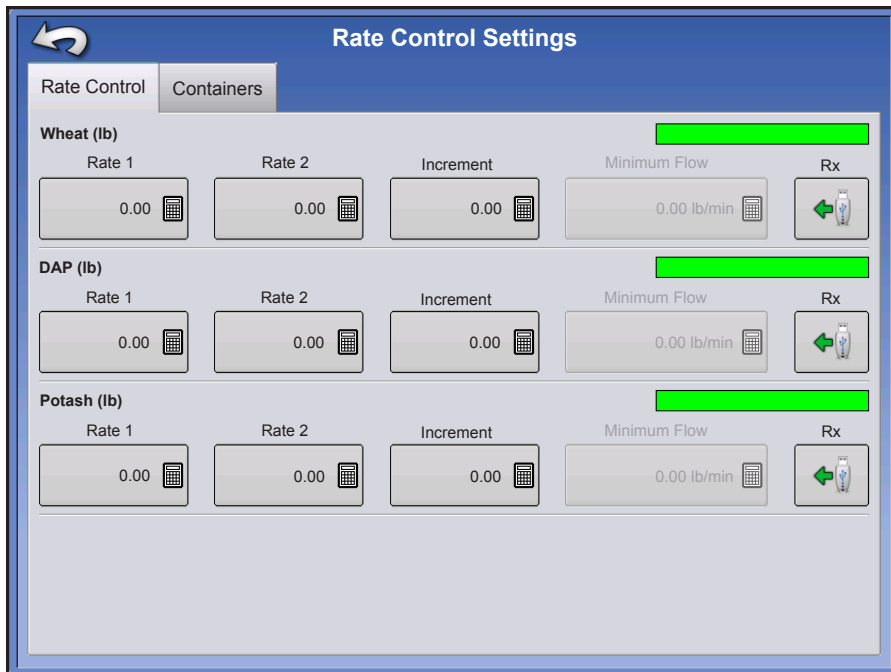 Rate Control Settings
Rate Control Containers
Wheat (lb)
Rate 1 Rate 2 Increment Minimum Flow Rx
0.00 0.00 0.00 0.00 lb/min
DAP (lb)
Rate 1 Rate 2 Increment Minimum Flow Rx
0.00 0.00 0.00 0.00 lb/min
Potash (lb)
Rate 1 Rate 2 Increment Minimum Flow Rx
0.00 0.00 0.00 0.00 lb/min